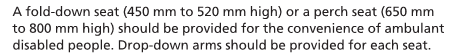 A fold-down seat (450 mm to 520 mm high) or a perch seat (650 mm
to 800 mm high) should be provided for the convenience of ambulant
disabled people. Drop-down arms should be provided for each seat.